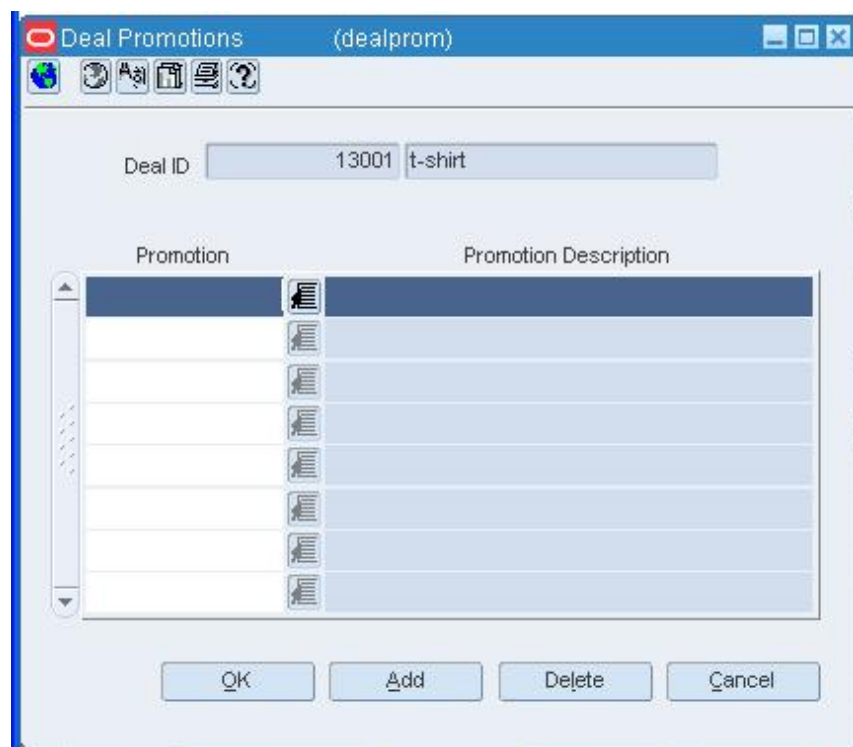 Deal Promotions (dealprom)
Deal ID 13001 t-shirt
Promotion Promotion Description
OK Add Delete Cancel